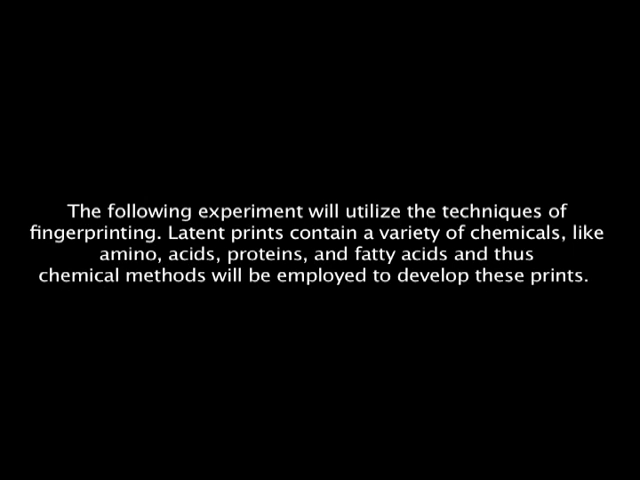 The following experiment will utilize the techniques of
fingerprinting. Latent prints contain a variety of chemicals, like
amino, acids, proteins, and fatty acids and thus
chemical methods will be employed to develop these prints.